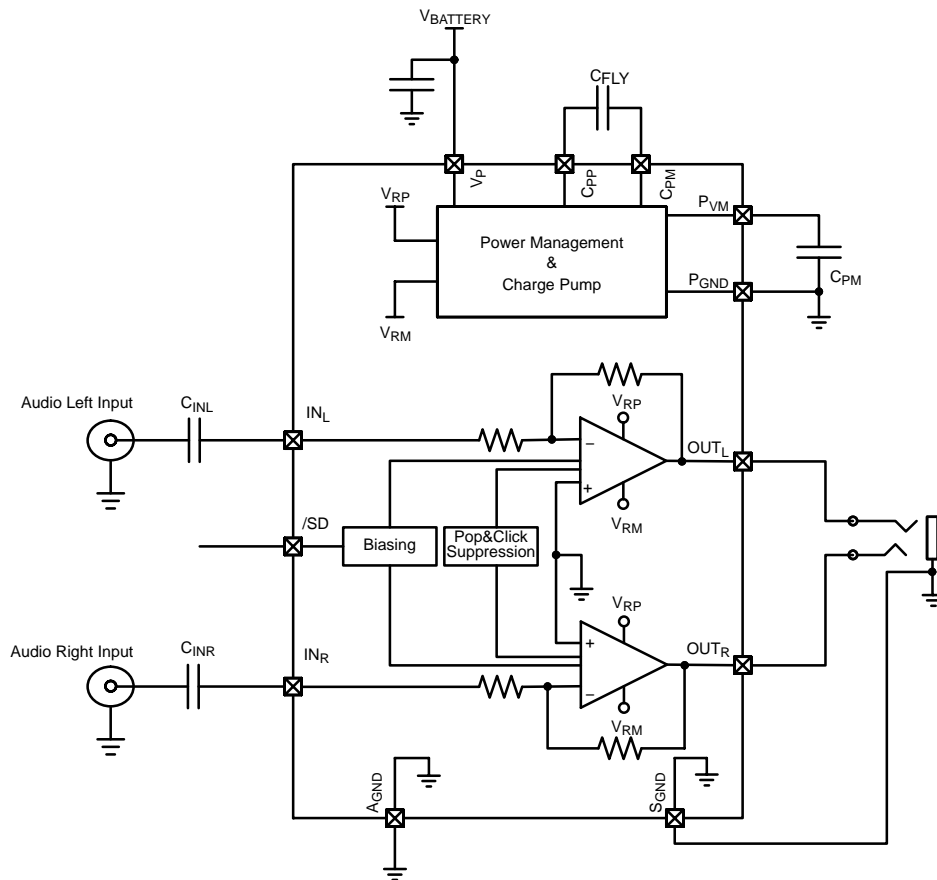 VBATTERY
CFLY
VP
CPP
CPM
VRP
PVM
Power Management
&
Charge Pump
CPM
PGND
VRM
Audio Left Input
CINL
INL
VRP
−
OUTL
+
/SD
Biasing
Pop&Click
Suppression
VRM
VRP
Audio Right Input
CINR
INR
+
OUTR
−
VRM
AGND
SGND